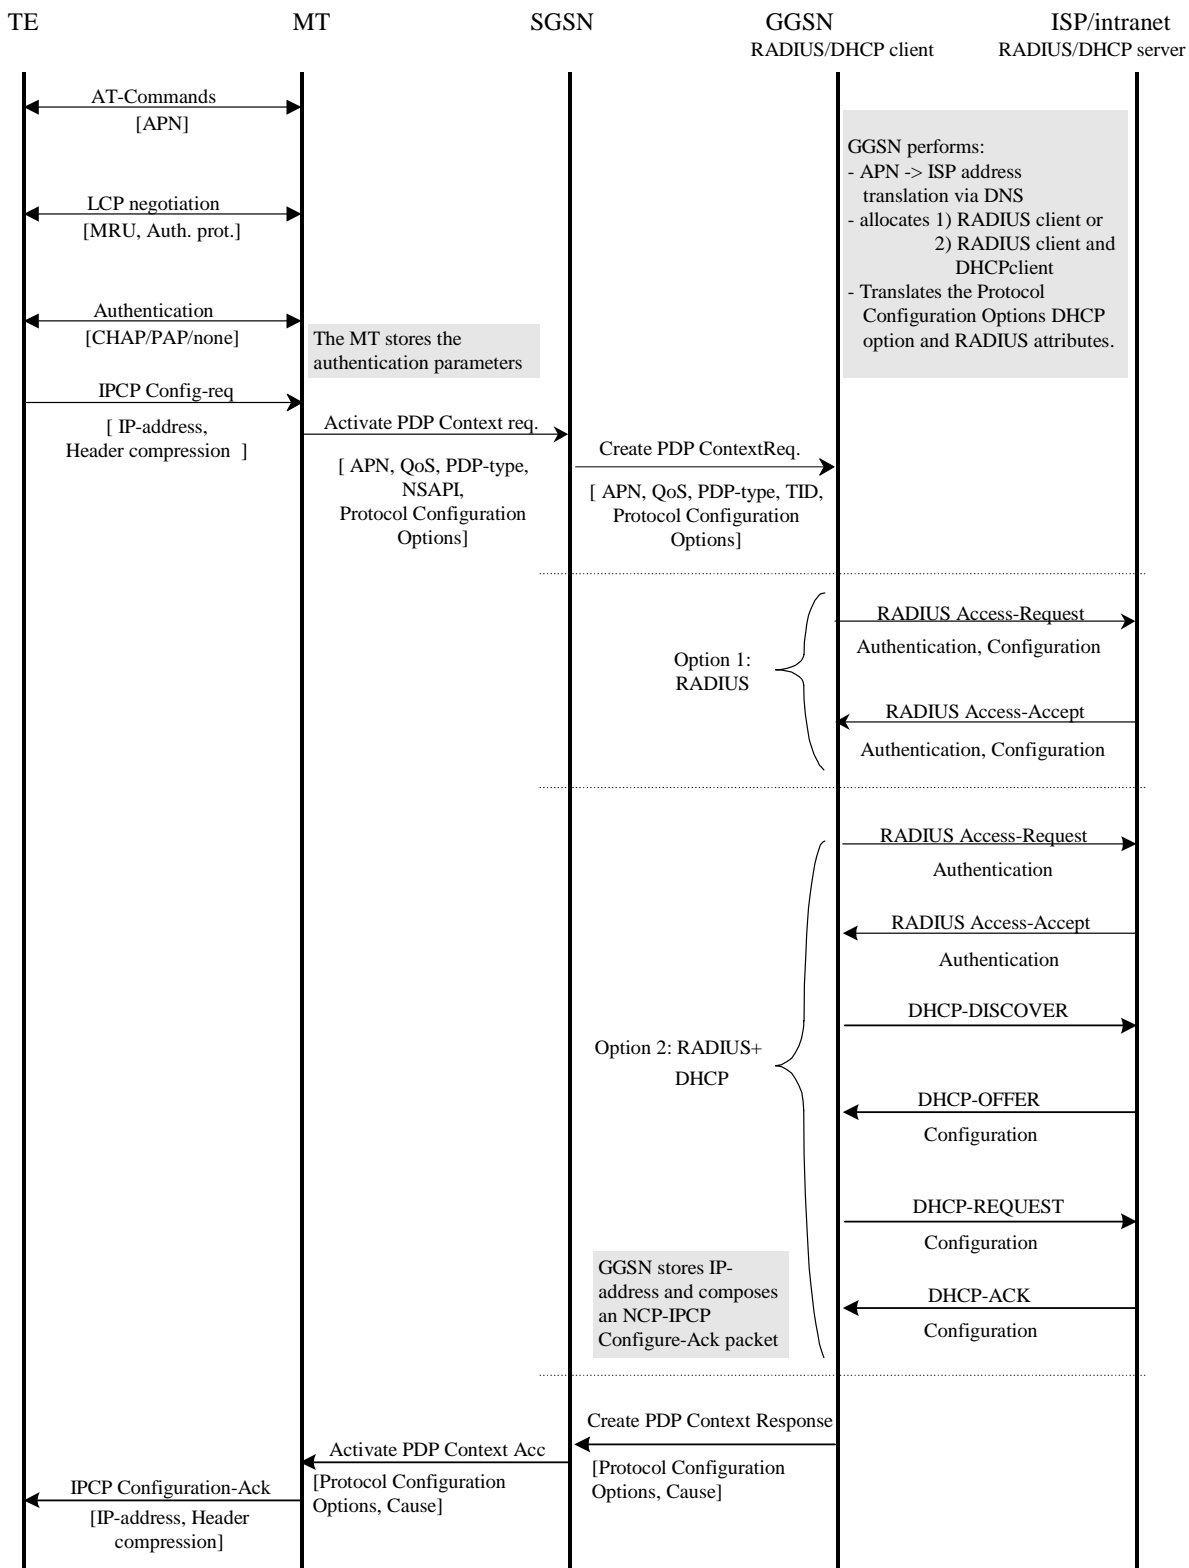 TE
MT
SGSN
GGSN
ISP/intranet
RADIUS/DHCP client
RADIUS/DHCP server
AT-Commands
[APN]
GGSN performs:
- APN -> ISP address
translation via DNS
- allocates 1) RADIUS client or
2) RADIUS client and
DHCPclient
- Translates the Protocol
Configuration Options DHCP
option and RADIUS attributes.
LCP negotiation
[MRU, Auth. prot.]
Authentication
[CHAP/PAP/none]
The MT stores the
authentication parameters
IPCP Config-req
[ IP-address,
Header compression ]
Activate PDP Context req.
[ APN, QoS, PDP-type,
NSAPI,
Protocol Configuration
Options]
Create PDP ContextReq.
[ APN, QoS, PDP-type, TID,
Protocol Configuration
Options]
Option 1:
RADIUS
RADIUS Access-Request
Authentication, Configuration
RADIUS Access-Accept
Authentication, Configuration
RADIUS Access-Request
Authentication
RADIUS Access-Accept
Authentication
DHCP-DISCOVER
Option 2: RADIUS+
DHCP
DHCP-OFFER
Configuration
DHCP-REQUEST
Configuration
GGSN stores IP-
address and composes
an NCP-IPCP
Configure-Ack packet
DHCP-ACK
Configuration
Create PDP Context Response
[Protocol Configuration
Options, Cause]
Activate PDP Context Acc
[Protocol Configuration
Options, Cause]
IPCP Configuration-Ack
[IP-address, Header
compression]